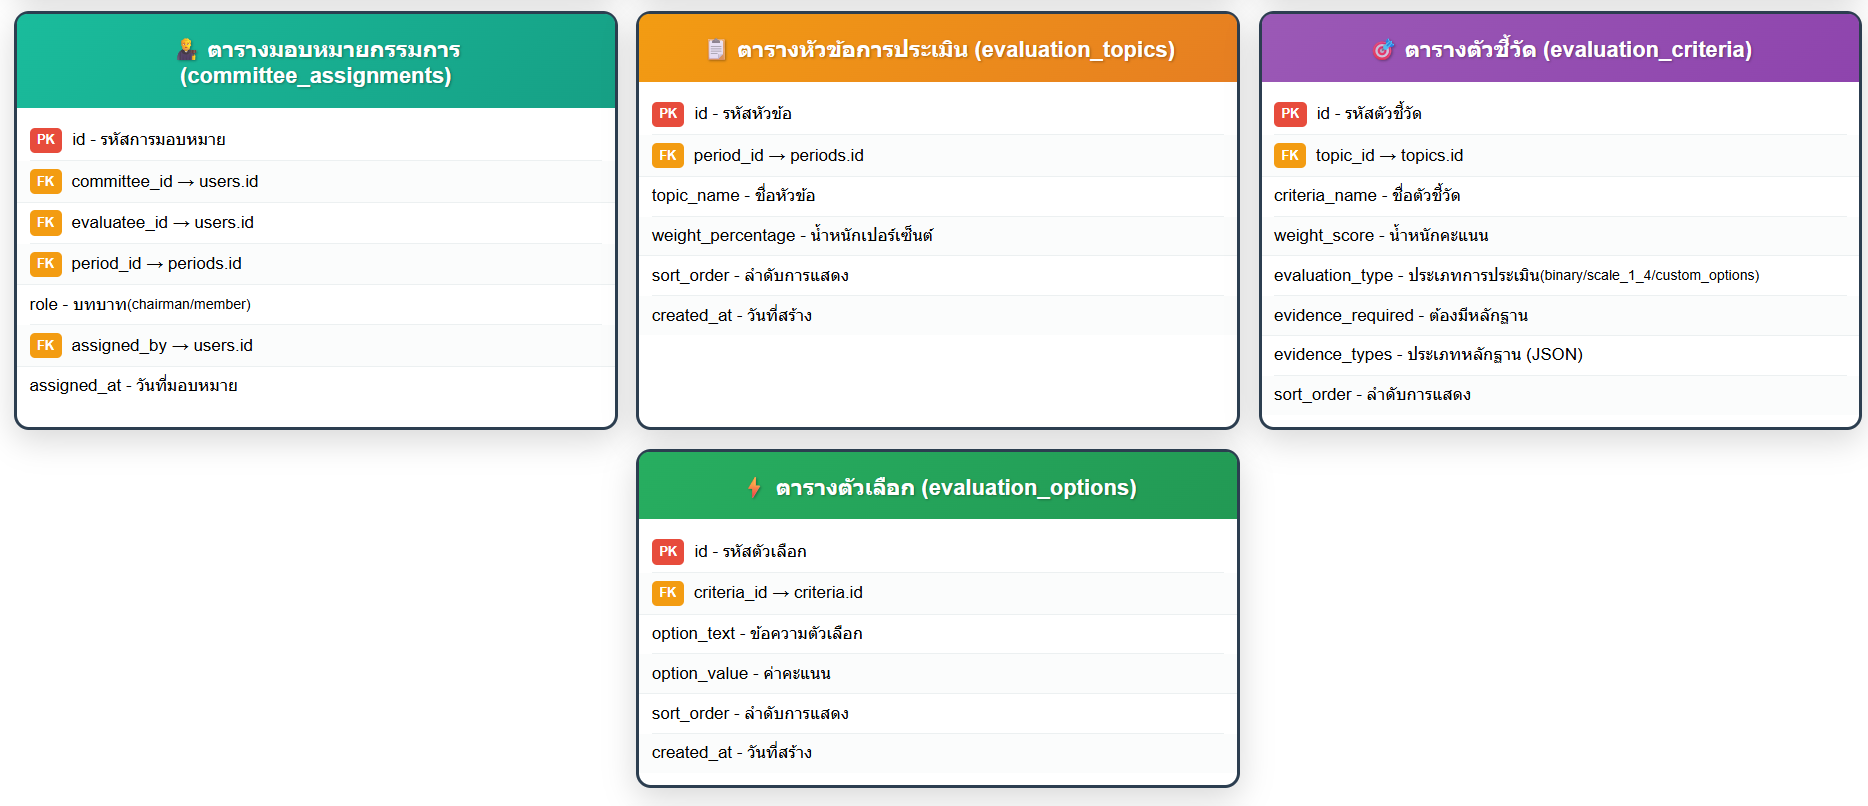 ตารางมอบหมายกรรมการ
(committee_assignments)
PK id - รหัสการมอบหมาย
FK committee_id → users.id
FK evaluatee_id → users.id
FK period_id → periods.id
role - บทบาท(chairman/member)
FK assigned_by → users.id
assigned_at - วันที่มอบหมาย
ตารางหัวข้อการประเมิน (evaluation_topics)
PK id - รหัสหัวข้อ
FK period_id → periods.id
topic_name - ชื่อหัวข้อ
weight_percentage - น้ำหนักเปอร์เซ็นต์
sort_order - ลำดับการแสดง
created_at - วันที่สร้าง
ตารางตัวชี้วัด (evaluation_criteria)
PK id - รหัสตัวชี้วัด
FK topic_id → topics.id
criteria_name - ชื่อตัวชี้วัด
weight_score - น้ำหนักคะแนน
evaluation_type - ประเภทการประเมิน(binary/scale_1_4/custom_options)
evidence_required - ต้องมีหลักฐาน
evidence_types - ประเภทหลักฐาน (JSON)
sort_order - ลำดับการแสดง
ตารางตัวเลือก (evaluation_options)
PK id - รหัสตัวเลือก
FK criteria_id → criteria.id
option_text - ข้อความตัวเลือก
option_value - ค่าคะแนน
sort_order - ลำดับการแสดง
created_at - วันที่สร้าง